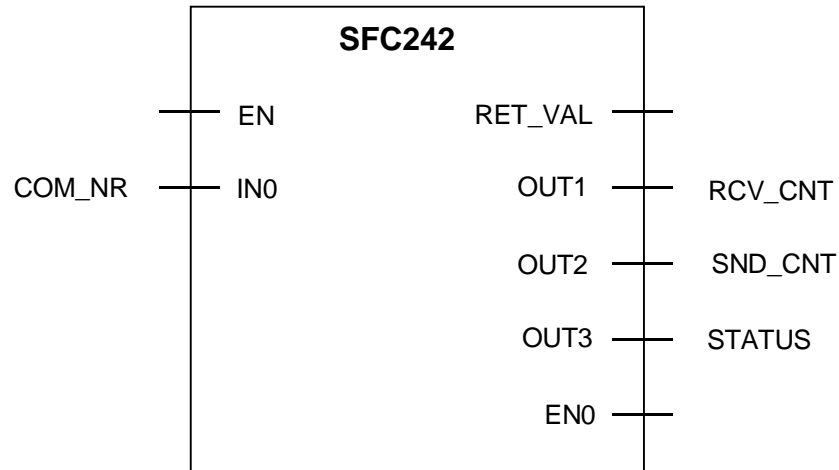 SFC242
EN RET_VAL
COM_NR IN0 OUT1 RCV_CNT
OUT2 SND_CNT
OUT3 STATUS
EN0